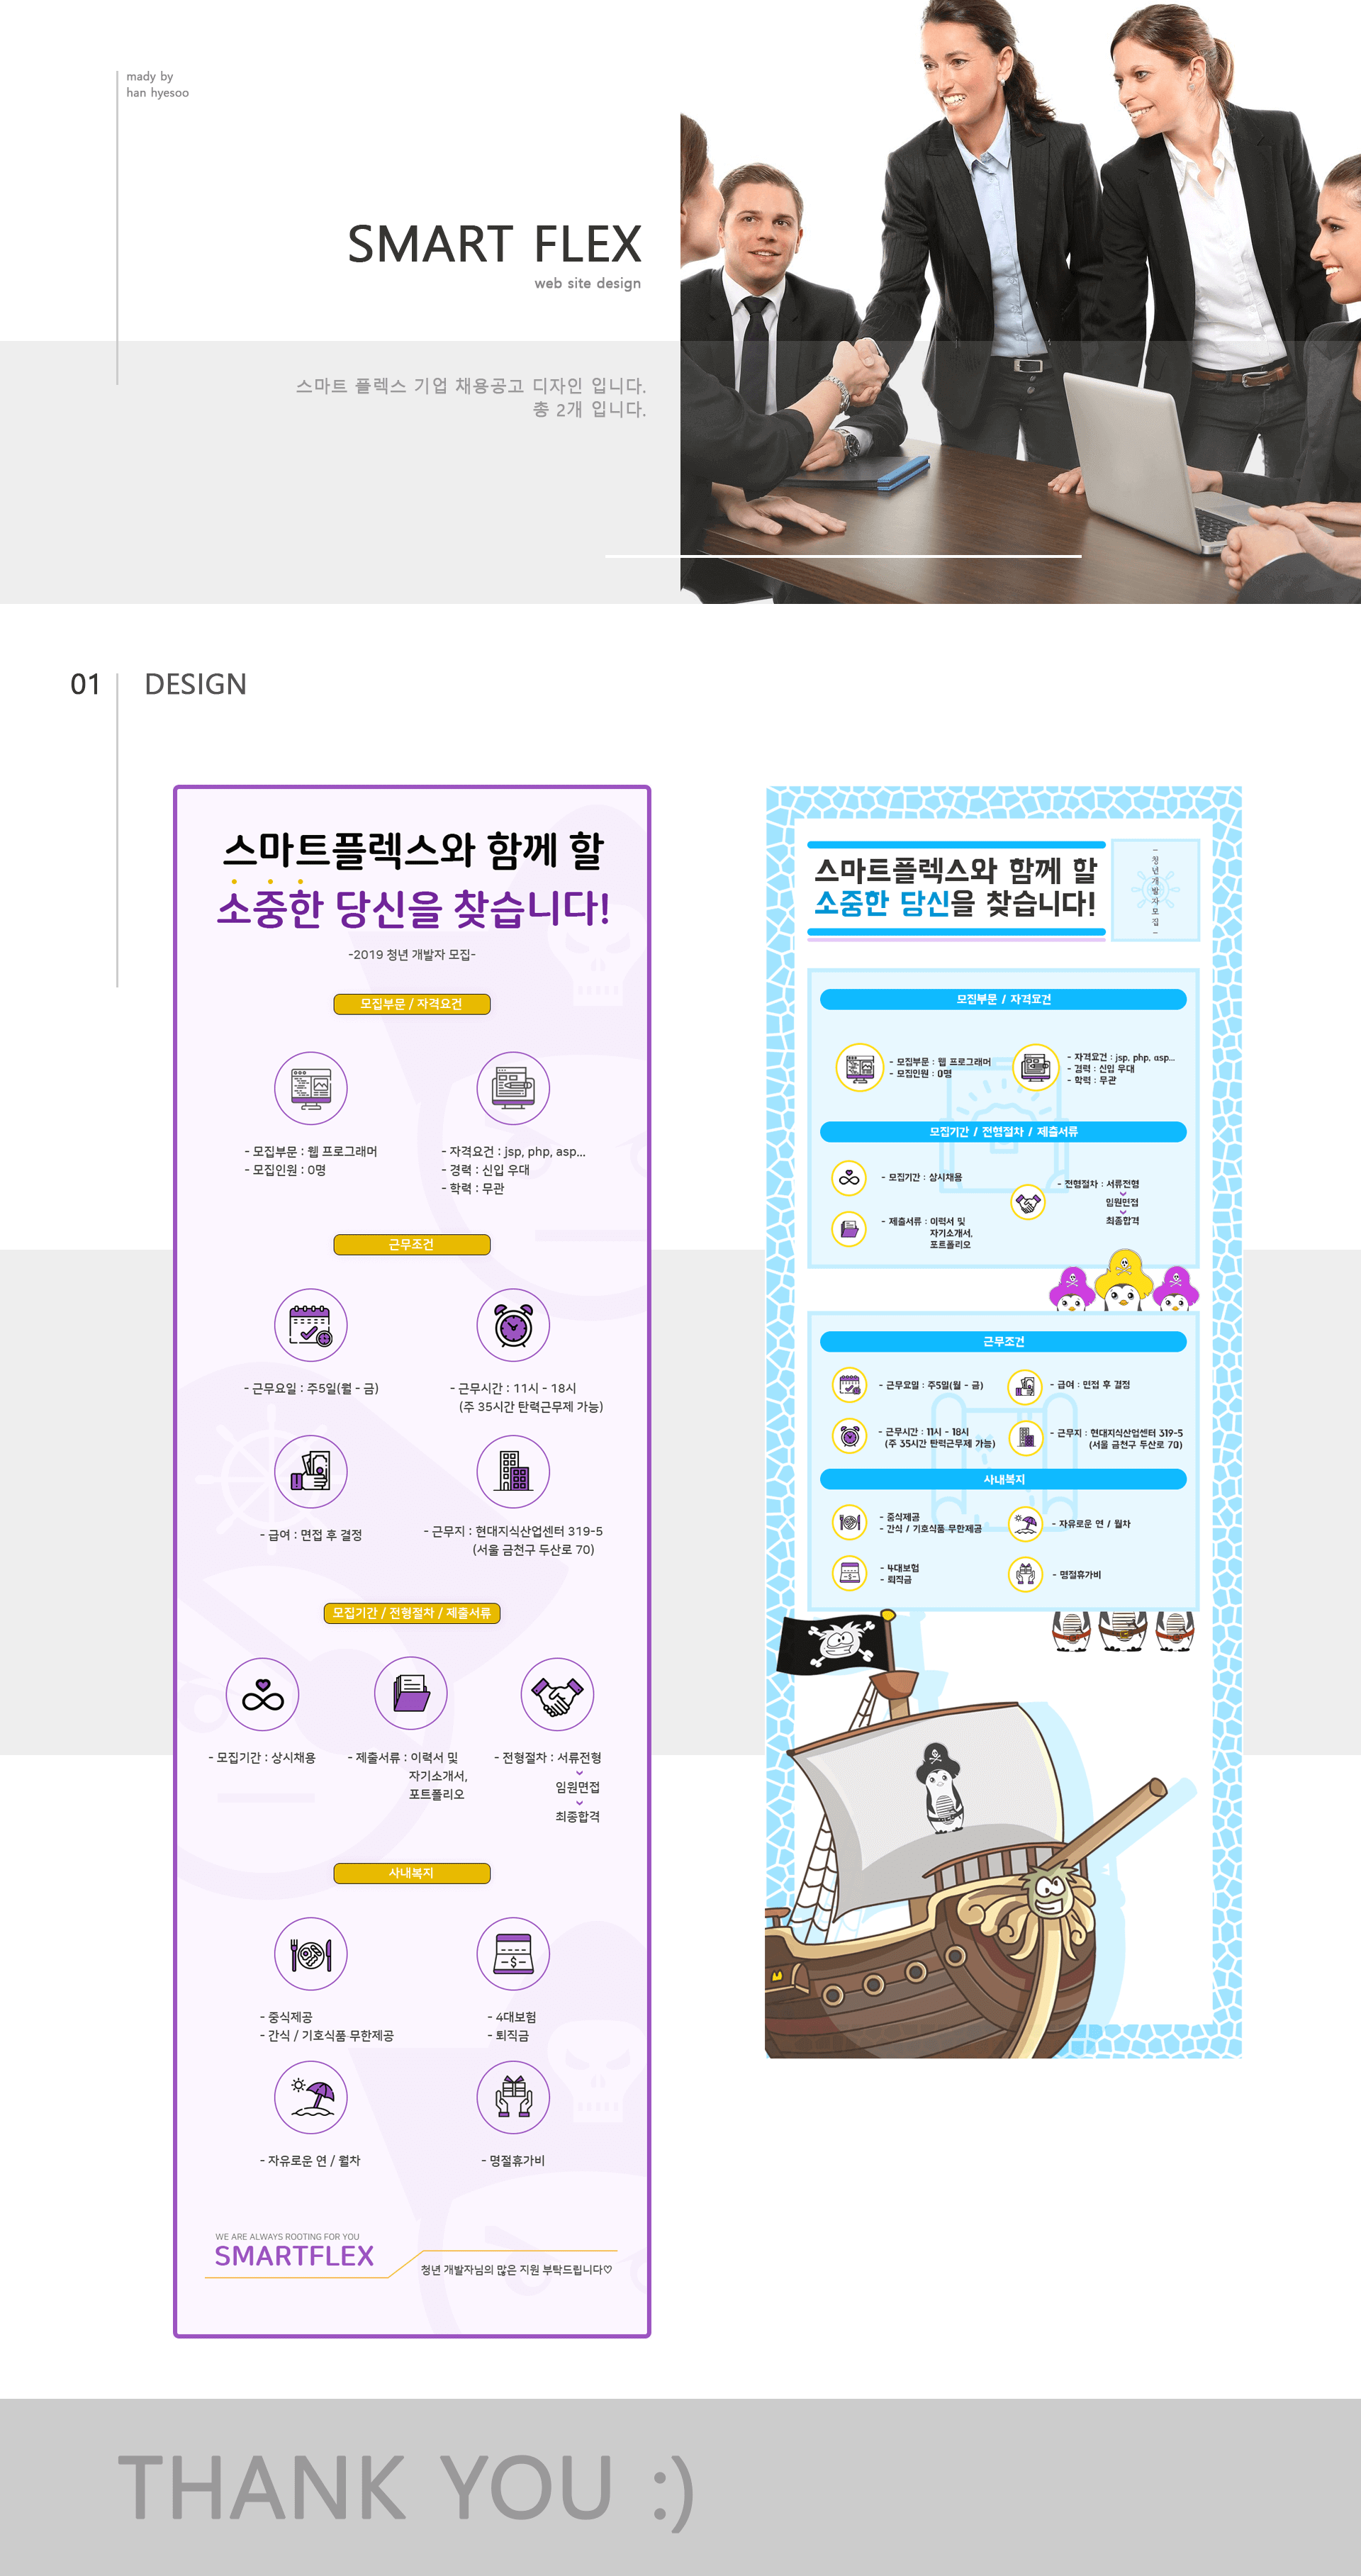 mady by
han hyesoo
SMART FLEX
web site design
스마트 플렉스 기업 채용공고 디자인 입니다.
총 2개 입니다.
01
DESIGN
스마트플렉스와 함께 할
소중한 당신을 찾습니다!
-2019 청년 개발자 모집-
모집부문 / 자격요건
- 모집부문 : 웹 프로그래머
- 모집인원 : 0명
- 자격요건 : jsp, php, asp...
- 경력 : 신입 우대
- 학력 : 무관
근무조건
- 근무요일 : 주5일(월 - 금)
- 근무시간 : 11시 - 18시
(주 35시간 탄력근무제 가능)
- 급여 : 면접 후 결정
- 근무지 : 현대지식산업센터 319-5
(서울 금천구 두산로 70)
모집기간 / 전형절차 / 제출서류
- 모집기간 : 상시채용
- 제출서류 : 이력서 및
자기소개서,
포트폴리오
- 전형절차 : 서류전형
임원면접
최종합격
사내복지
- 중식제공
- 간식 / 기호식품 무한제공
- 4대보험
- 퇴직금
- 자유로운 연 / 월차
- 명절휴가비
WE ARE ALWAYS ROOTING FOR YOU
SMARTFLEX
청년 개발자님의 많은 지원 부탁드립니다♡
스마트플렉스와 함께 할
소중한 당신을 찾습니다!
- 청년개발자모집 -
모집부문 / 자격요건
- 모집부문 : 웹 프로그래머
- 모집인원 : 0명
- 자격요건 : jsp, php, asp...
- 경력 : 신입 우대
- 학력 : 무관
모집기간 / 전형절차 / 제출서류
- 모집기간 : 상시채용
- 제출서류 : 이력서 및
자기소개서,
포트폴리오
- 전형절차 : 서류전형
임원면접
최종합격
근무조건
- 근무요일 : 주5일(월 - 금)
- 급여 : 면접 후 결정
- 근무시간 : 11시 - 18시
(주 35시간 탄력근무제 가능)
- 근무지 : 현대지식산업센터 319-5
(서울 금천구 두산로 70)
사내복지
- 중식제공
- 간식 / 기호식품 무한제공
- 자유로운 연 / 월차
- 4대보험
- 퇴직금
- 명절휴가비
THANK YOU :)